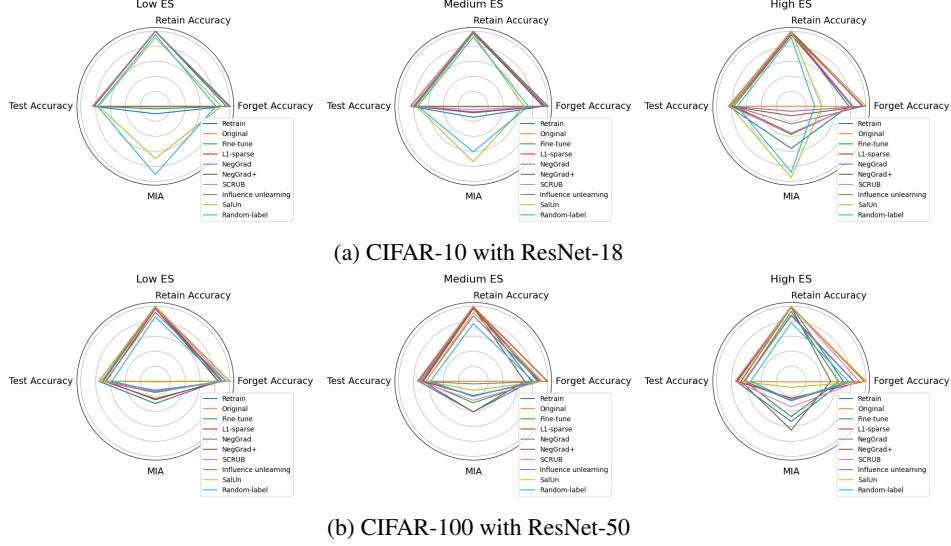 Low ES
Medium ES
High ES
Retain Accuracy
Retain Accuracy
Retain Accuracy
Test Accuracy
Forget Accuracy
Test Accuracy
Forget Accuracy
Test Accuracy
Forget Accuracy
Retrain
Original
Fine-tune
L1-sparse
NegGrad
NegGrad+
SCRUB
Influence unlearning
SalUn
Random-label
Retrain
Original
Fine-tune
L1-sparse
NegGrad
NegGrad+
SCRUB
Influence unlearning
SalUn
Random-label
Retrain
Original
Fine-tune
L1-sparse
NegGrad
NegGrad+
SCRUB
Influence unlearning
SalUn
Random-label
MIA
MIA
MIA
(a) CIFAR-10 with ResNet-18
Low ES
Medium ES
High ES
Retain Accuracy
Retain Accuracy
Retain Accuracy
Test Accuracy
Forget Accuracy
Test Accuracy
Forget Accuracy
Test Accuracy
Forget Accuracy
Retrain
Original
Fine-tune
L1-sparse
NegGrad
NegGrad+
SCRUB
Influence unlearning
SalUn
Random-label
Retrain
Original
Fine-tune
L1-sparse
NegGrad
NegGrad+
SCRUB
Influence unlearning
SalUn
Random-label
Retrain
Original
Fine-tune
L1-sparse
NegGrad
NegGrad+
SCRUB
Influence unlearning
SalUn
Random-label
MIA
MIA
MIA
(b) CIFAR-100 with ResNet-50